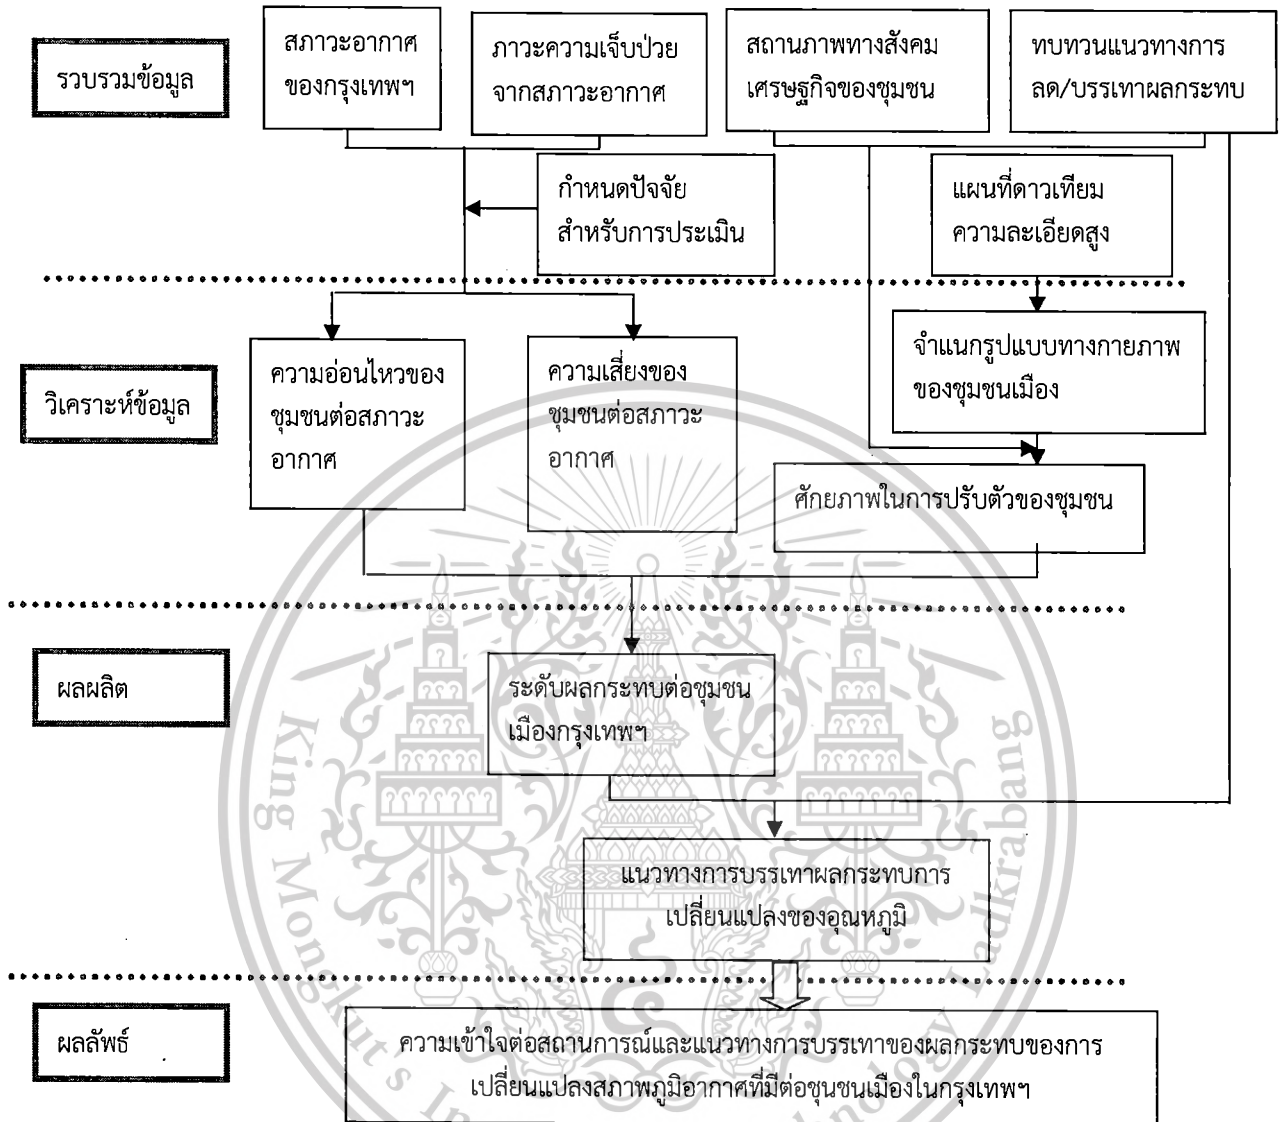 รวบรวมข้อมูล
สภาวะอากาศ
ของกรุงเทพฯ
ภาวะความเจ็บป่วย
จากสภาวะอากาศ
สถานภาพทางสังคม
เศรษฐกิจของชุมชน
ทบทวนแนวทางการ
ลด/บรรเทาผลกระทบ
กำหนดปัจจัย
สำหรับการประเมิน
แผนที่ดาวเทียม
ความละเอียดสูง
วิเคราะห์ข้อมูล
ความอ่อนไหวของ
ชุมชนต่อสภาวะ
อากาศ
ความเสี่ยงของ
ชุมชนต่อสภาวะ
อากาศ
จำแนกรูปแบบทางกายภาพ
ของชุมชนเมือง
ศักยภาพในการปรับตัวของชุมชน
ผลผลิต
ระดับผลกระทบต่อชุมชน
เมืองกรุงเทพฯ
แนวทางการบรรเทาผลกระทบการ
เปลี่ยนแปลงของอุณหภูมิ
ผลลัพธ์
ความเข้าใจต่อสถานการณ์และแนวทางการบรรเทาของผลกระทบของการ
เปลี่ยนแปลงสภาพภูมิอากาศที่มีต่อชุนชนเมืองในกรุงเทพฯ
King Mongkut's Ladkrabang